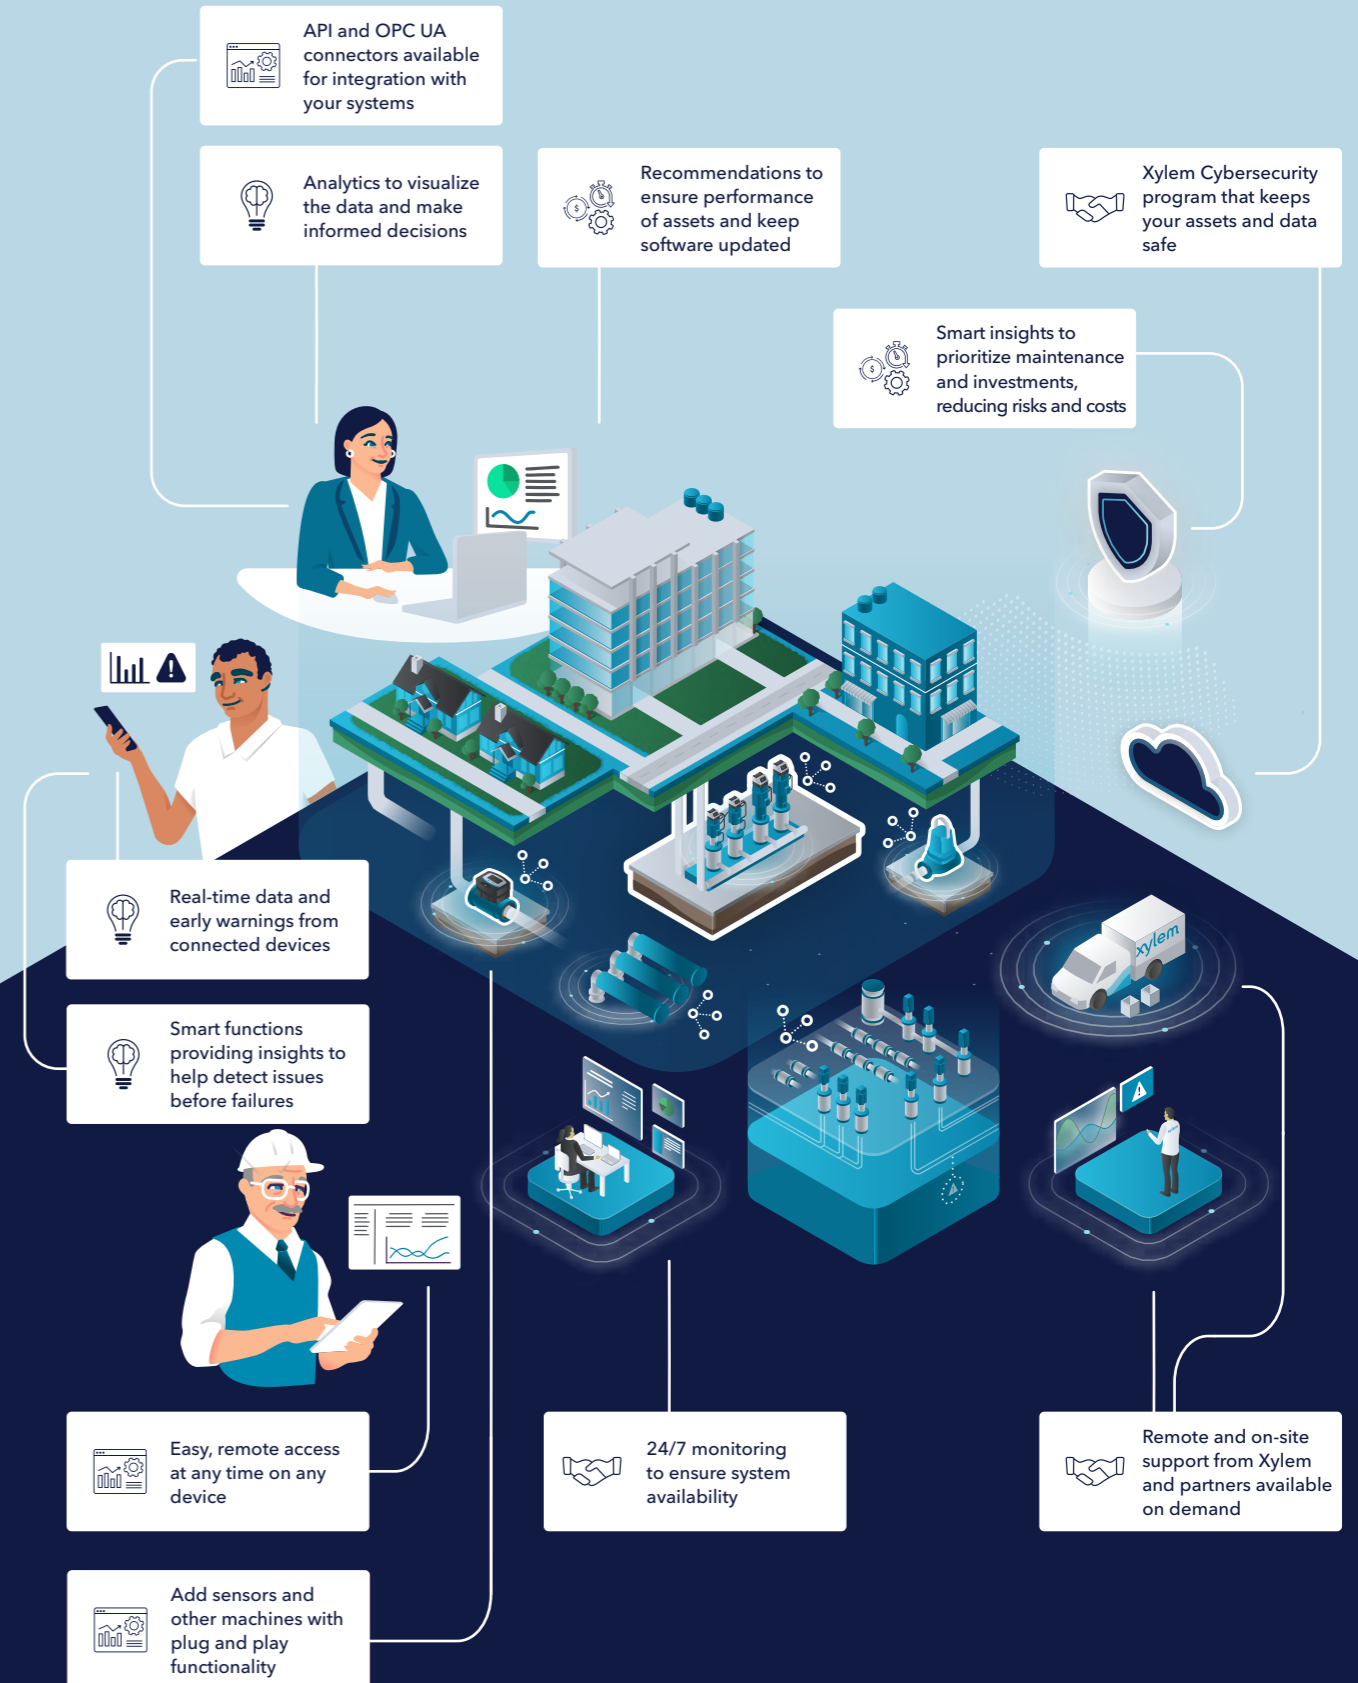 API and OPC UA
connectors available
for integration with
your systems
Analytics to visualize
the data and make
informed decisions
Recommendations to
ensure performance
of assets and keep
software updated
Xylem Cybersecurity
program that keeps
your assets and data
safe
Smart insights to
prioritize maintenance
and investments,
reducing risks and costs
Real-time data and
early warnings from
connected devices
xylem
Smart functions
providing insights to
help detect issues
before failures
Easy, remote access
at any time on any
device
24/7 monitoring
to ensure system
availability
Remote and on-site
support from Xylem
and partners available
on demand
Add sensors and
other machines with
plug and play
functionality